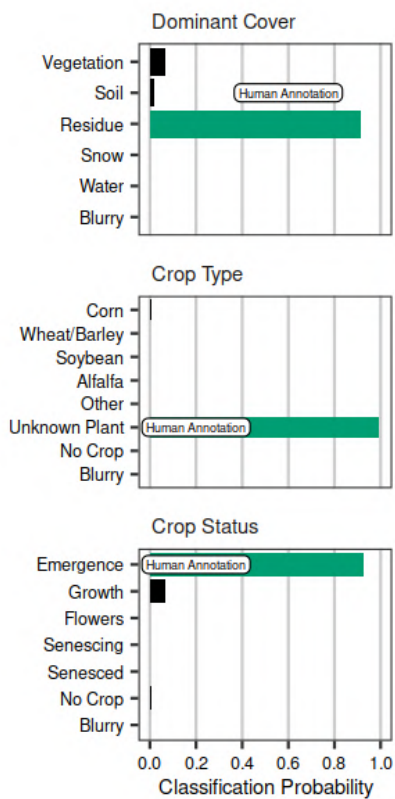 Dominant Cover
Vegetation
Soil
Human Annotation
Residue
Snow
Water
Blurry
Crop Type
Corn
Wheat/Barley
Soybean
Alfalfa
Other
Unknown Plant
Human Annotation
No Crop
Blurry
Crop Status
Emergence
Human Annotation
Growth
Flowers
Senescing
Senesced
No Crop
Blurry
0.0 0.2 0.4 0.6 0.8 1.0
Classification Probability